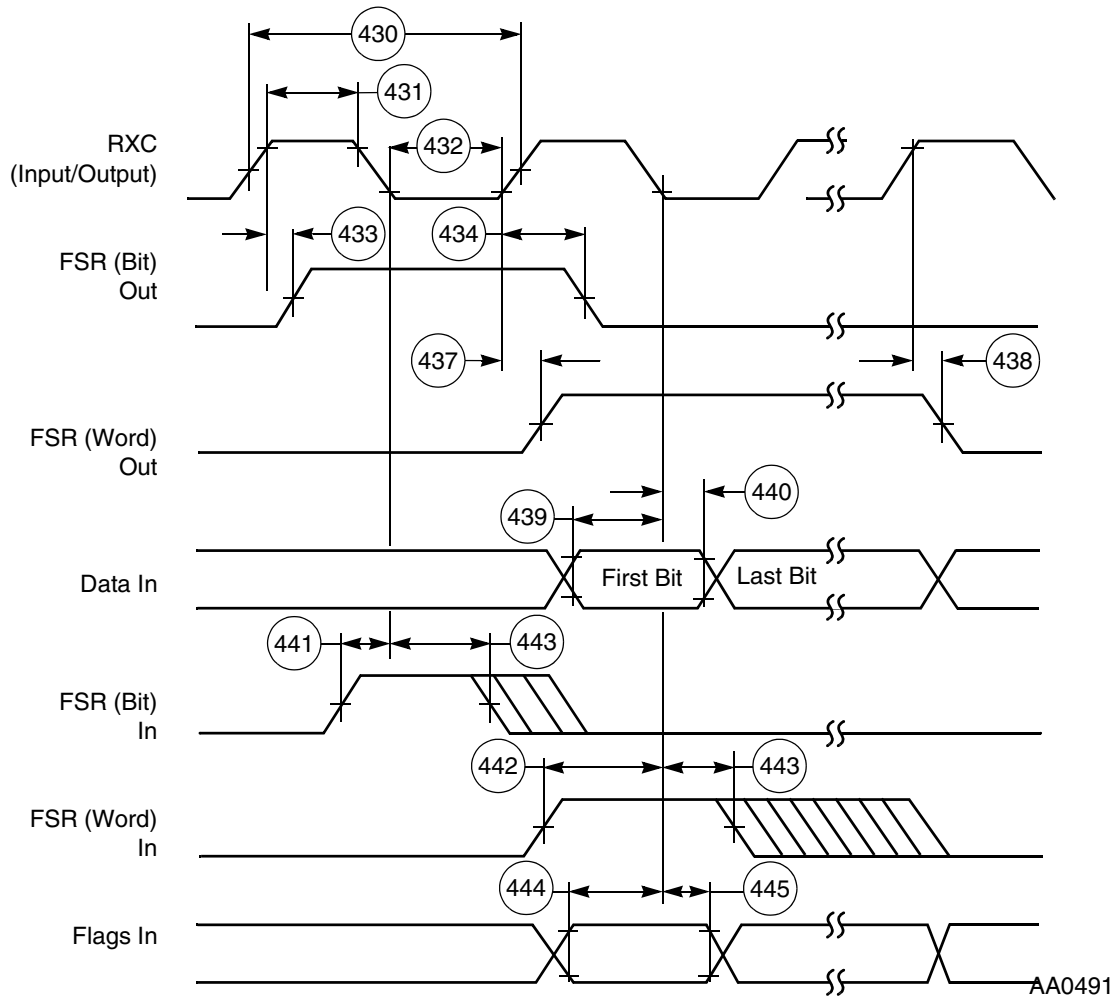 430
431
RXC
(Input/Output)
432
433
434
FSR (Bit)
Out
437
438
FSR (Word)
Out
439
440
Data In
First Bit
Last Bit
441
443
FSR (Bit)
In
442
443
FSR (Word)
In
444
445
Flags In
AA0491